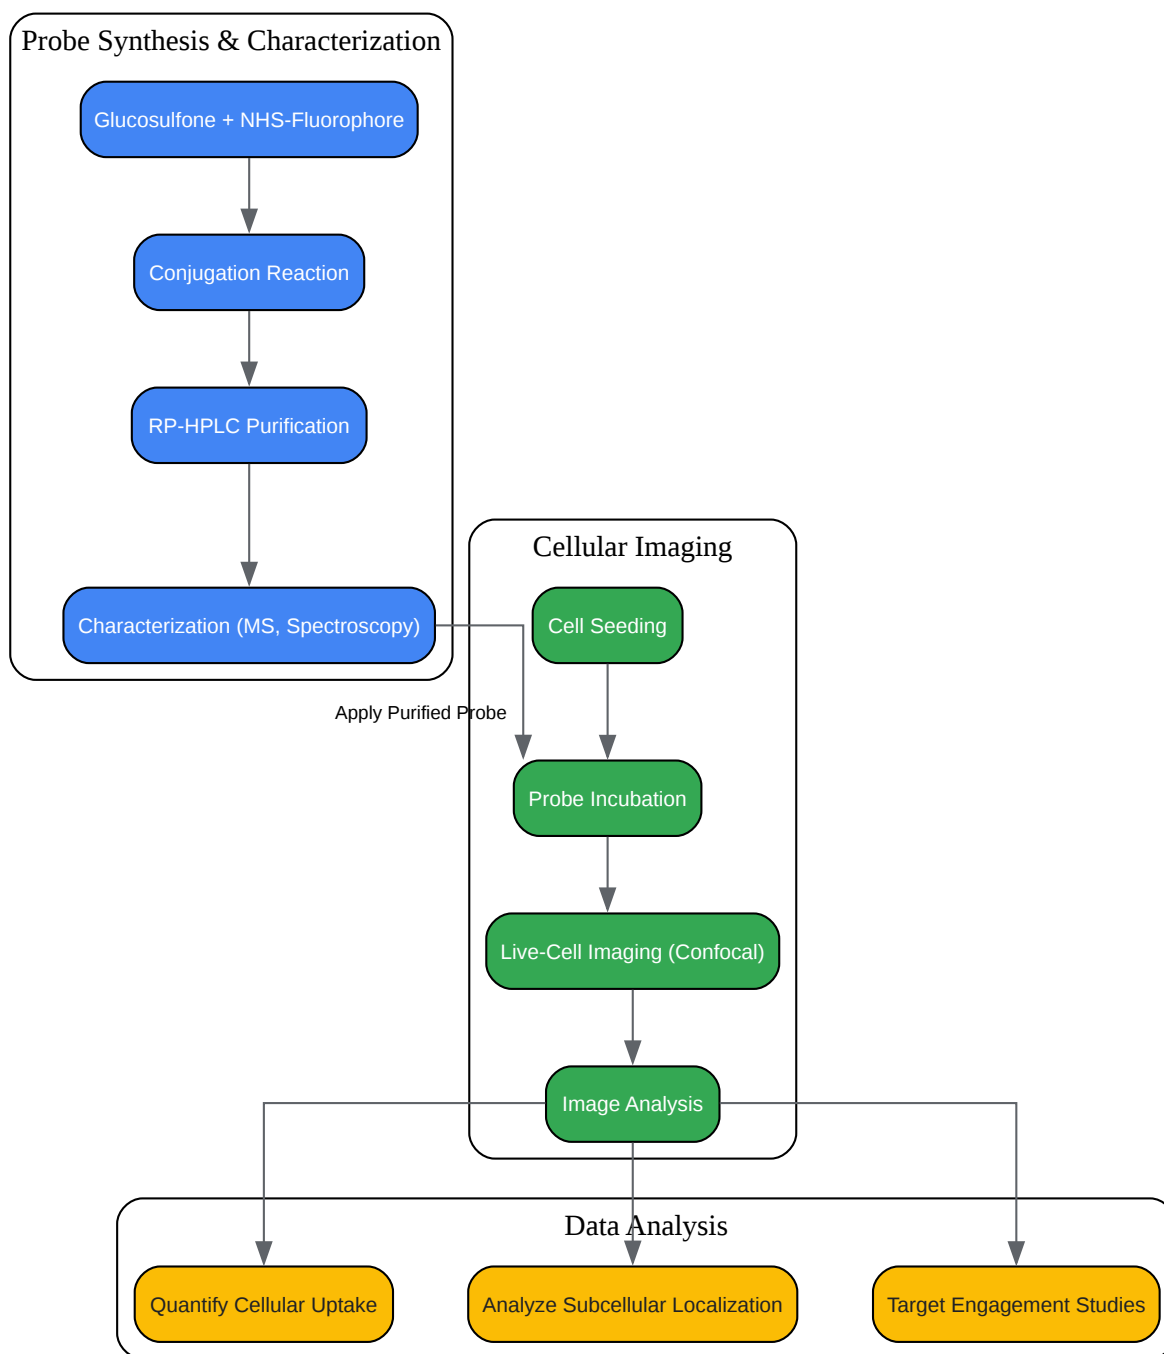 Probe Synthesis & Characterization
Glucosulfone + NHS-Fluorophore
Conjugation Reaction
RP-HPLC Purification
Characterization (MS, Spectroscopy)
Apply Purified Probe
Cellular Imaging
Cell Seeding
Probe Incubation
Live-Cell Imaging (Confocal)
Image Analysis
Data Analysis
Quantify Cellular Uptake
Analyze Subcellular Localization
Target Engagement Studies